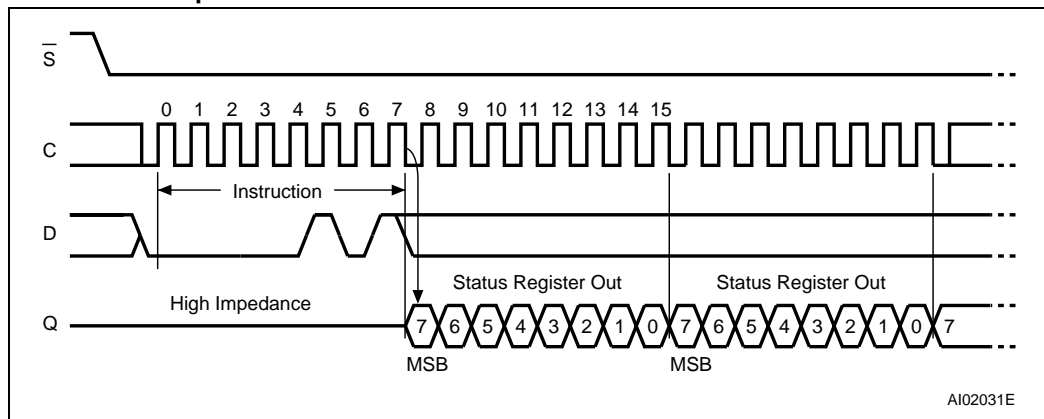 S
0 1 2 3 4 5 6 7 8 9 10 11 12 13 14 15
C
Instruction
D
Status Register Out Status Register Out
High Impedance
Q 7 6 5 4 3 2 1 0 7 6 5 4 3 2 1 0 7
MSB MSB
AI02031E